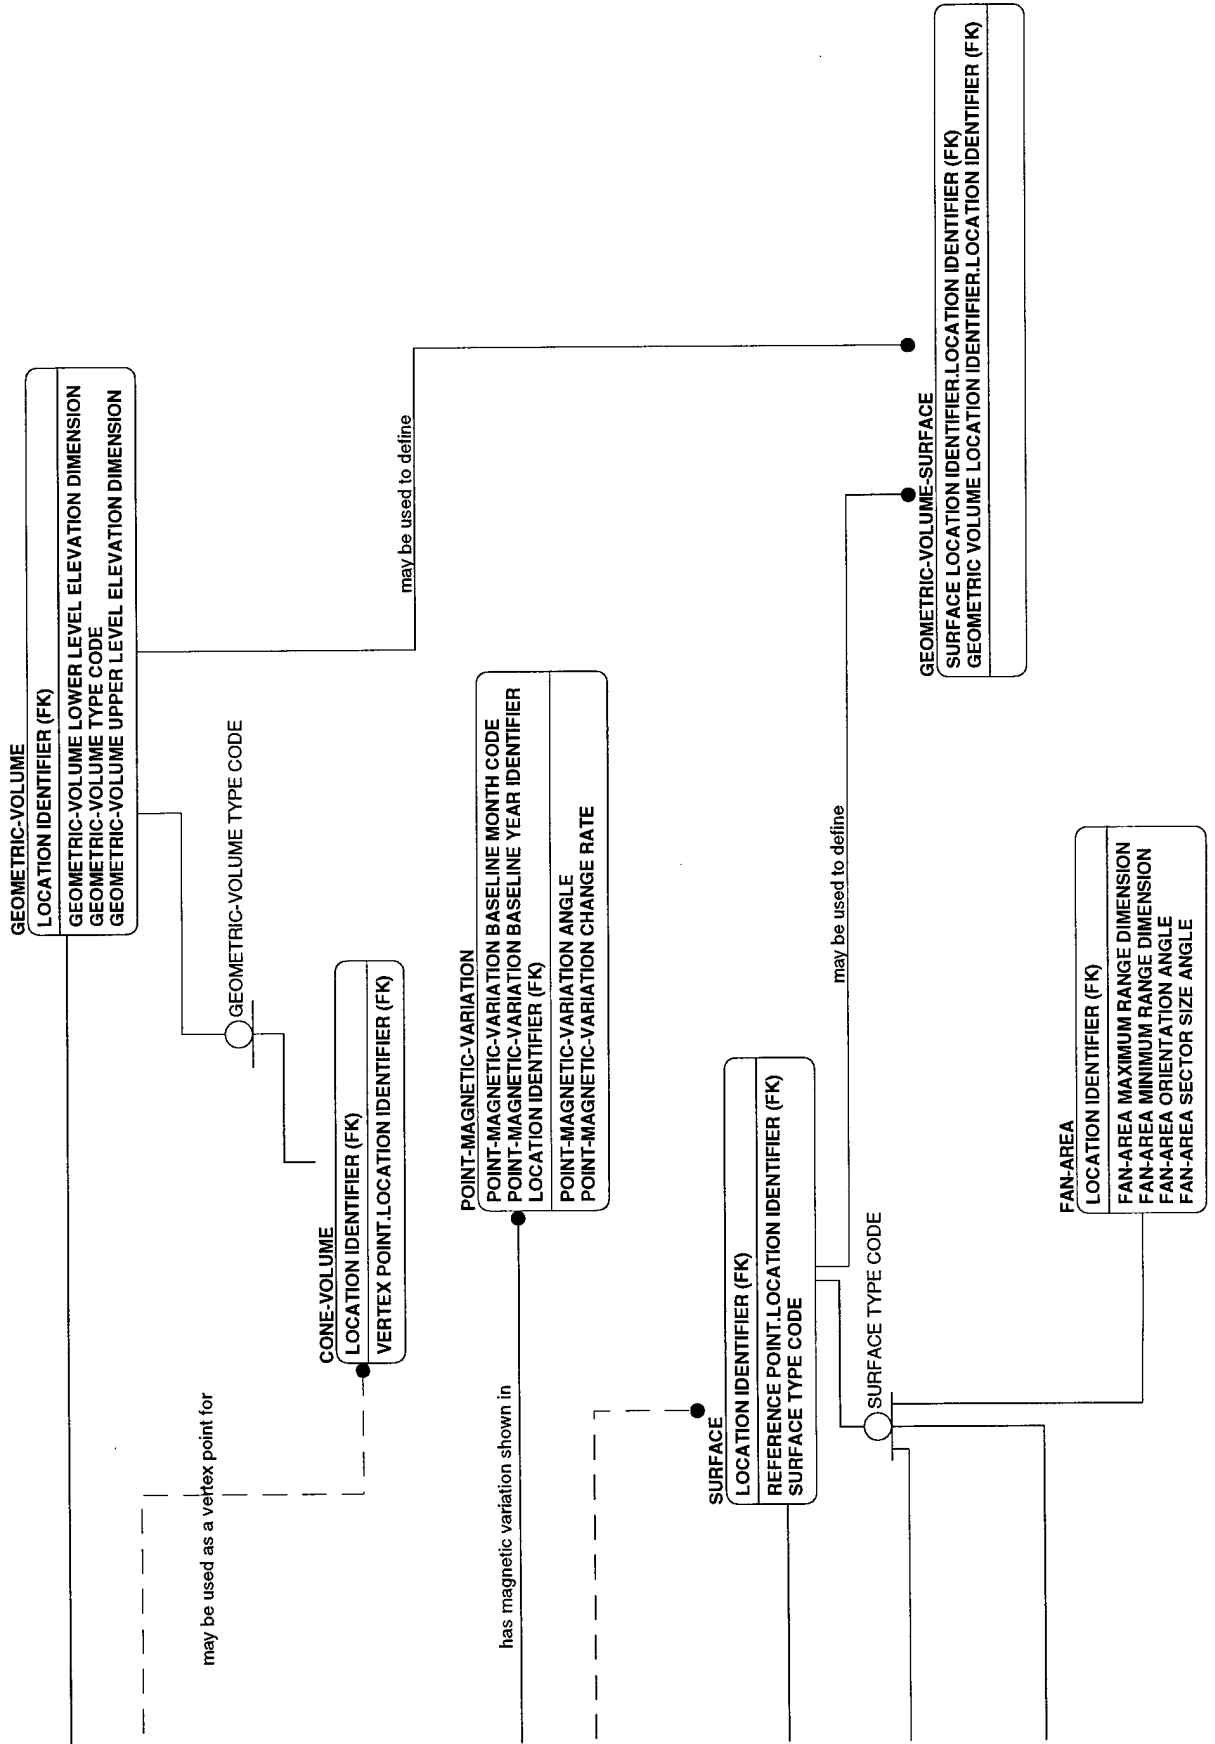 GEOMETRIC-VOLUME
LOCATION IDENTIFIER (FK)
GEOMETRIC-VOLUME LOWER LEVEL ELEVATION DIMENSION
GEOMETRIC-VOLUME TYPE CODE
GEOMETRIC-VOLUME UPPER LEVEL ELEVATION DIMENSION
may be used as a vertex point for
GEOMETRIC-VOLUME TYPE CODE
CONE-VOLUME
LOCATION IDENTIFIER (FK)
VERTEX POINT.LOCATION IDENTIFIER (FK)
may be used to define
POINT-MAGNETIC-VARIATION
POINT-MAGNETIC-VARIATION BASELINE MONTH CODE
POINT-MAGNETIC-VARIATION BASELINE YEAR IDENTIFIER
LOCATION IDENTIFIER (FK)
POINT-MAGNETIC-VARIATION ANGLE
POINT-MAGNETIC-VARIATION CHANGE RATE
has magnetic variation shown in
SURFACE
LOCATION IDENTIFIER (FK)
REFERENCE POINT.LOCATION IDENTIFIER (FK)
SURFACE TYPE CODE
may be used to define
SURFACE TYPE CODE
GEOMETRIC-VOLUME-SURFACE
SURFACE LOCATION IDENTIFIER.LOCATION IDENTIFIER (FK)
GEOMETRIC VOLUME LOCATION IDENTIFIER.LOCATION IDENTIFIER (FK)
FAN-AREA
LOCATION IDENTIFIER (FK)
FAN-AREA MAXIMUM RANGE DIMENSION
FAN-AREA MINIMUM RANGE DIMENSION
FAN-AREA ORIENTATION ANGLE
FAN-AREA SECTOR SIZE ANGLE